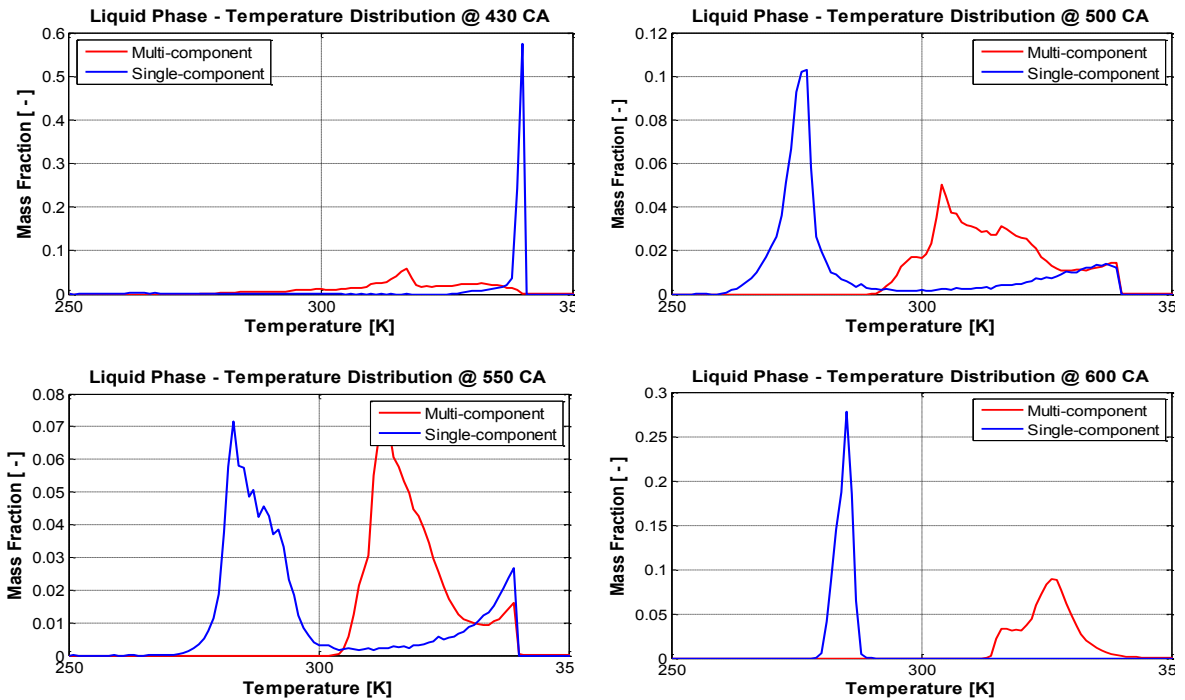 Liquid Phase - Temperature Distribution @ 430 CA
0.6
0.5
0.4
0.3
0.2
0.1
0
Mass Fraction [ - ]
Multi-component
Single-component
250
300
35
Temperature [K]
Liquid Phase - Temperature Distribution @ 500 CA
0.12
0.1
0.08
0.06
0.04
0.02
0
Mass Fraction [ - ]
Multi-component
Single-component
250
300
35
Temperature [K]
Liquid Phase - Temperature Distribution @ 550 CA
0.08
0.07
0.06
0.05
0.04
0.03
0.02
0.01
0
Mass Fraction [ - ]
Multi-component
Single-component
250
300
35
Temperature [K]
Liquid Phase - Temperature Distribution @ 600 CA
0.3
0.25
0.2
0.15
0.1
0.05
0
Mass Fraction [ - ]
Multi-component
Single-component
250
300
35
Temperature [K]